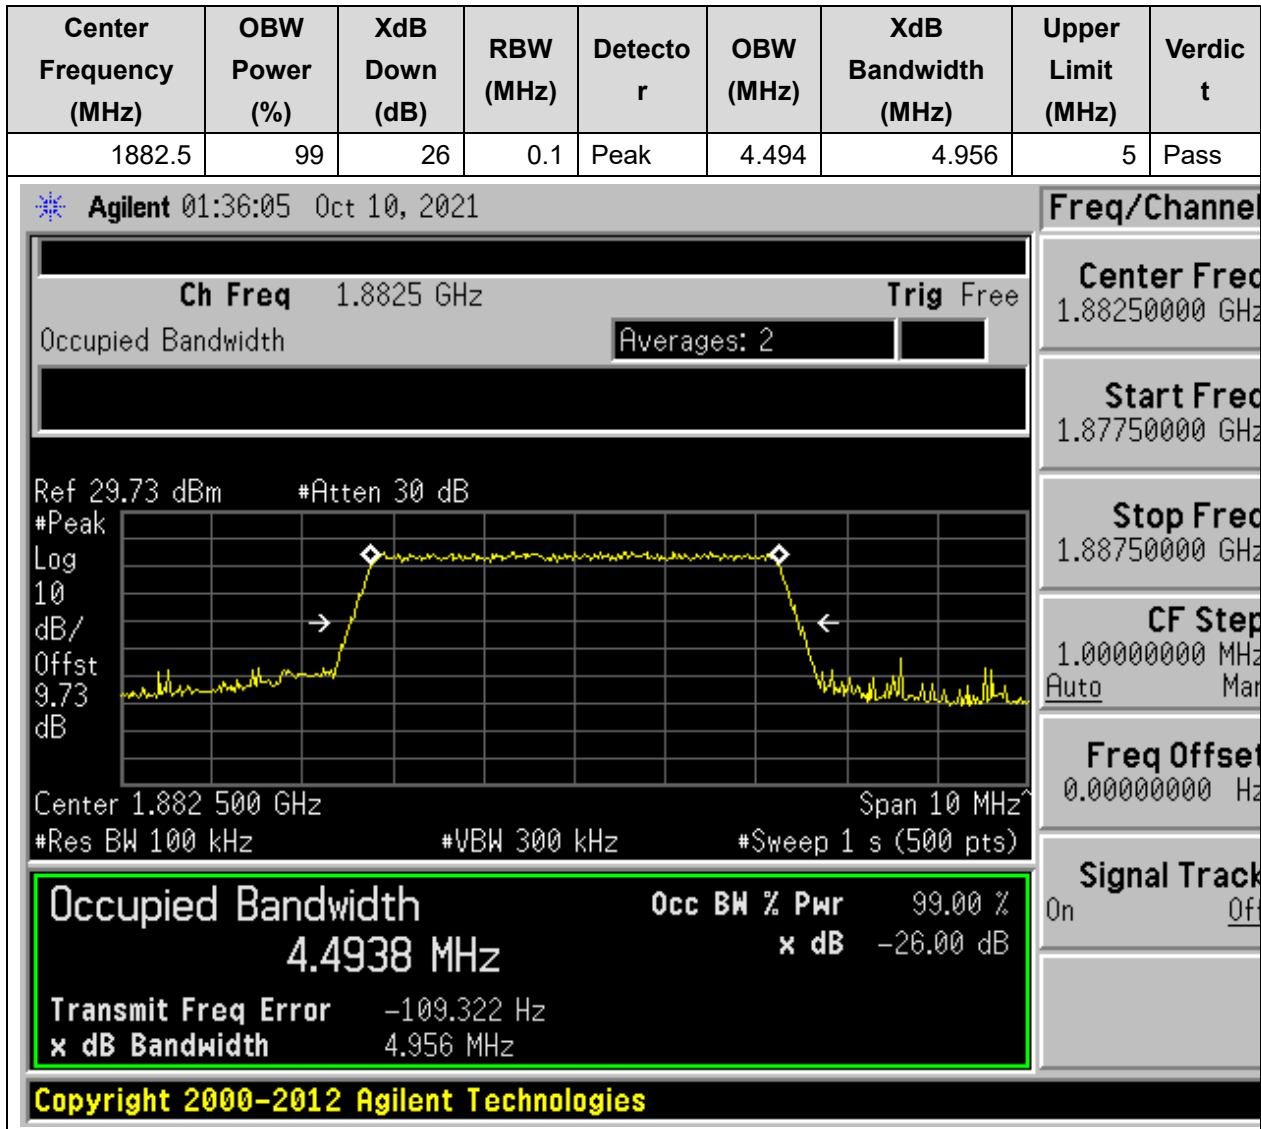 Center Frequency (MHz) OBW Power (%) XdB Down (dB) RBW (MHz) Detecto r OBW (MHz) XdB Bandwidth (MHz) Upper Limit (MHz) Verdic t
1882.5 99 26 0.1 Peak 4.494 4.956 5 Pass
Agilent 01:36:05 Oct 10, 2021
Freq/Channel
Ch Freq 1.8825 GHz Trig Free
Occupied Bandwidth Averages: 2
Center Freq
1.88250000 GHz
Start Freq
1.87750000 GHz
Stop Freq
1.88750000 GHz
CF Step
1.00000000 MHz
Auto Man
Freq Offset
0.00000000 Hz
Signal Track
On Off
Ref 29.73 dBm #Atten 30 dB
#Peak
Log
10
dB/
Offst
9.73
dB
Center 1.882 500 GHz Span 10 MHz^
#Res BW 100 kHz #VBW 300 kHz #Sweep 1 s (500 pts)
Occupied Bandwidth Occ BW % Pwr 99.00 %
4.4938 MHz x dB -26.00 dB
Transmit Freq Error -109.322 Hz
x dB Bandwidth 4.956 MHz
Copyright 2000-2012 Agilent Technologies